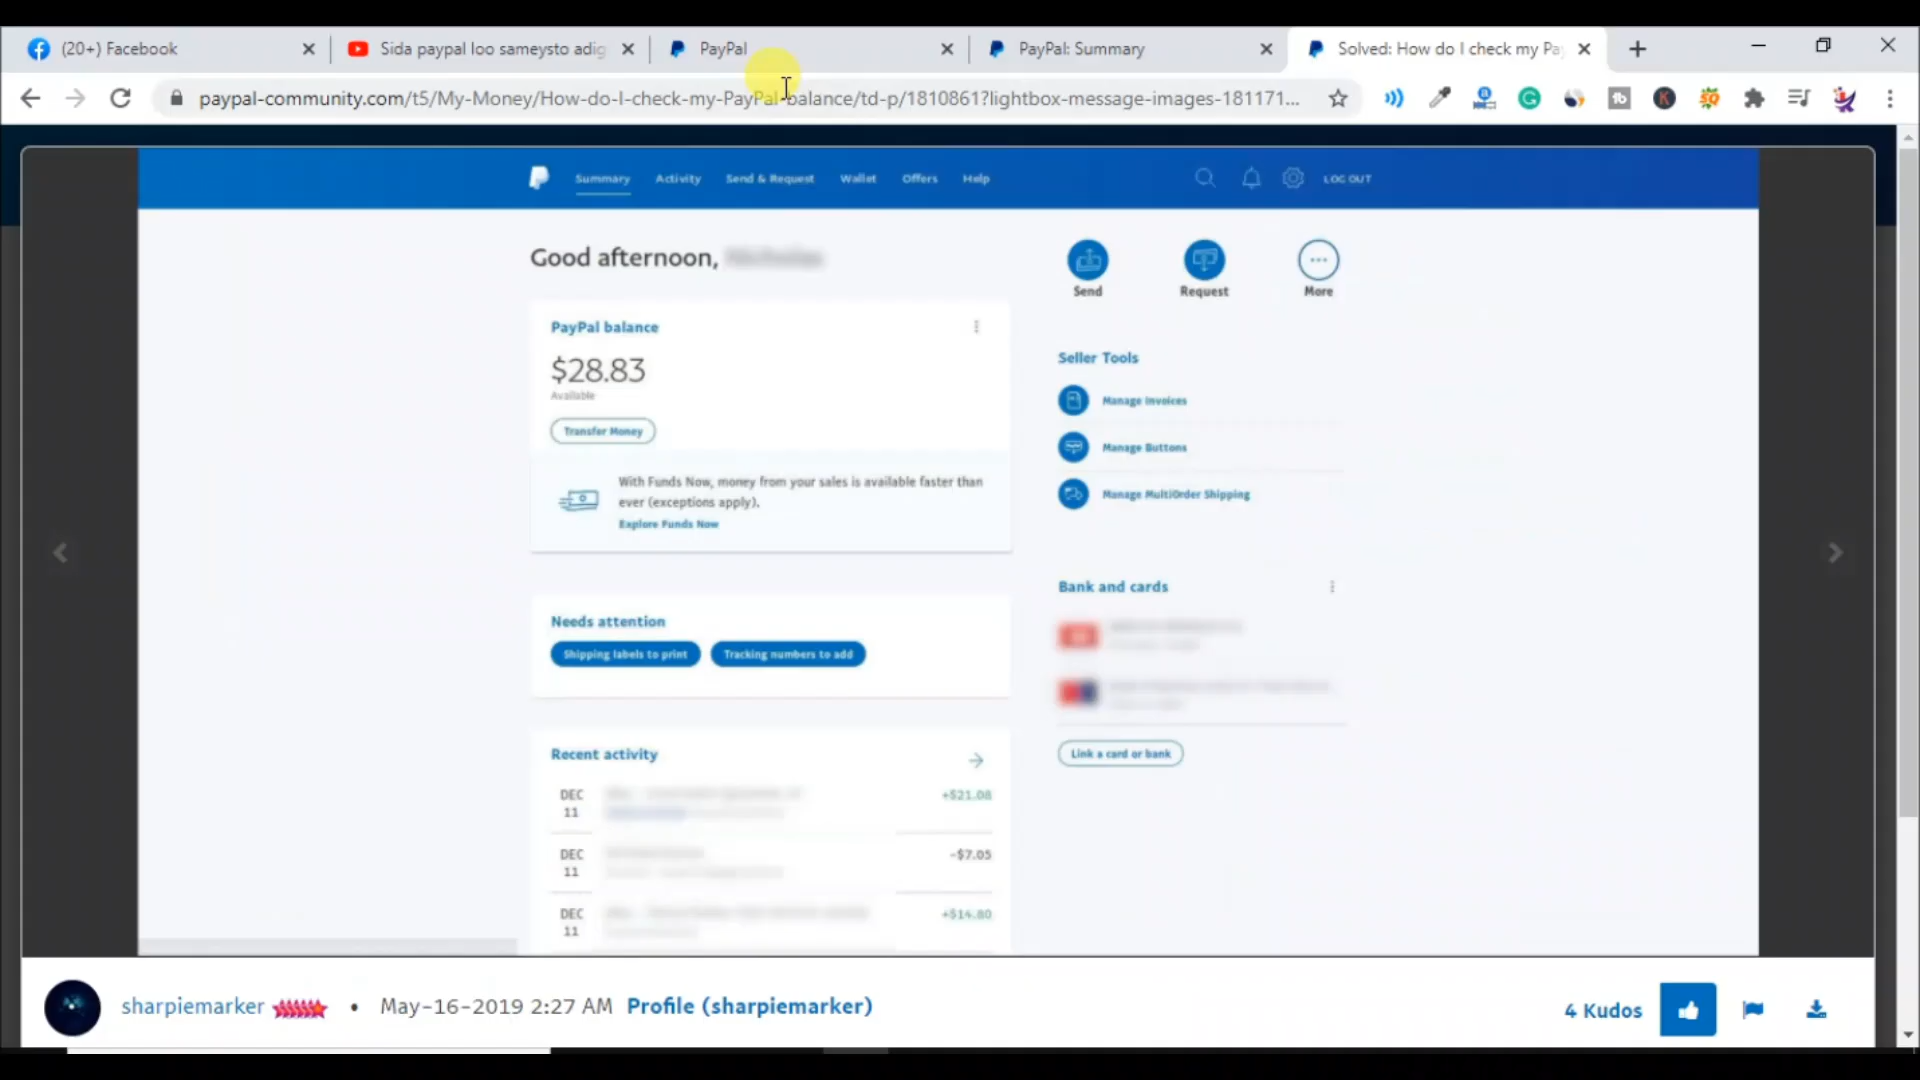 (20+) Facebook
Sida paypal loo sameysto adig
PayPal
PayPal: Summary
Solved: How do I check my Pay
paypal-community.com/t5/My-Money/How-do-I-check-my-PayPal-balance/td-p/1810861?lightbox-message-images-181171...
Summary
Activity
Send & Request
Wallet
Offers
Help
LOG OUT
Good afternoon,
Send
Request
More
PayPal balance
$28.83
Available
Transfer Money
With Funds Now, money from your sales is available faster than
ever (exceptions apply).
Explore Funds Now
Seller Tools
Manage Invoices
Manage Buttons
Manage MultiOrder Shipping
Needs attention
Shipping labels to print
Tracking numbers to add
Bank and cards
Link a card or bank
Recent activity
DEC
11
+$21.08
DEC
11
-$7.05
DEC
11
+$14.80
sharpiemarker
• May-16-2019 2:27 AM
Profile (sharpiemarker)
4 Kudos